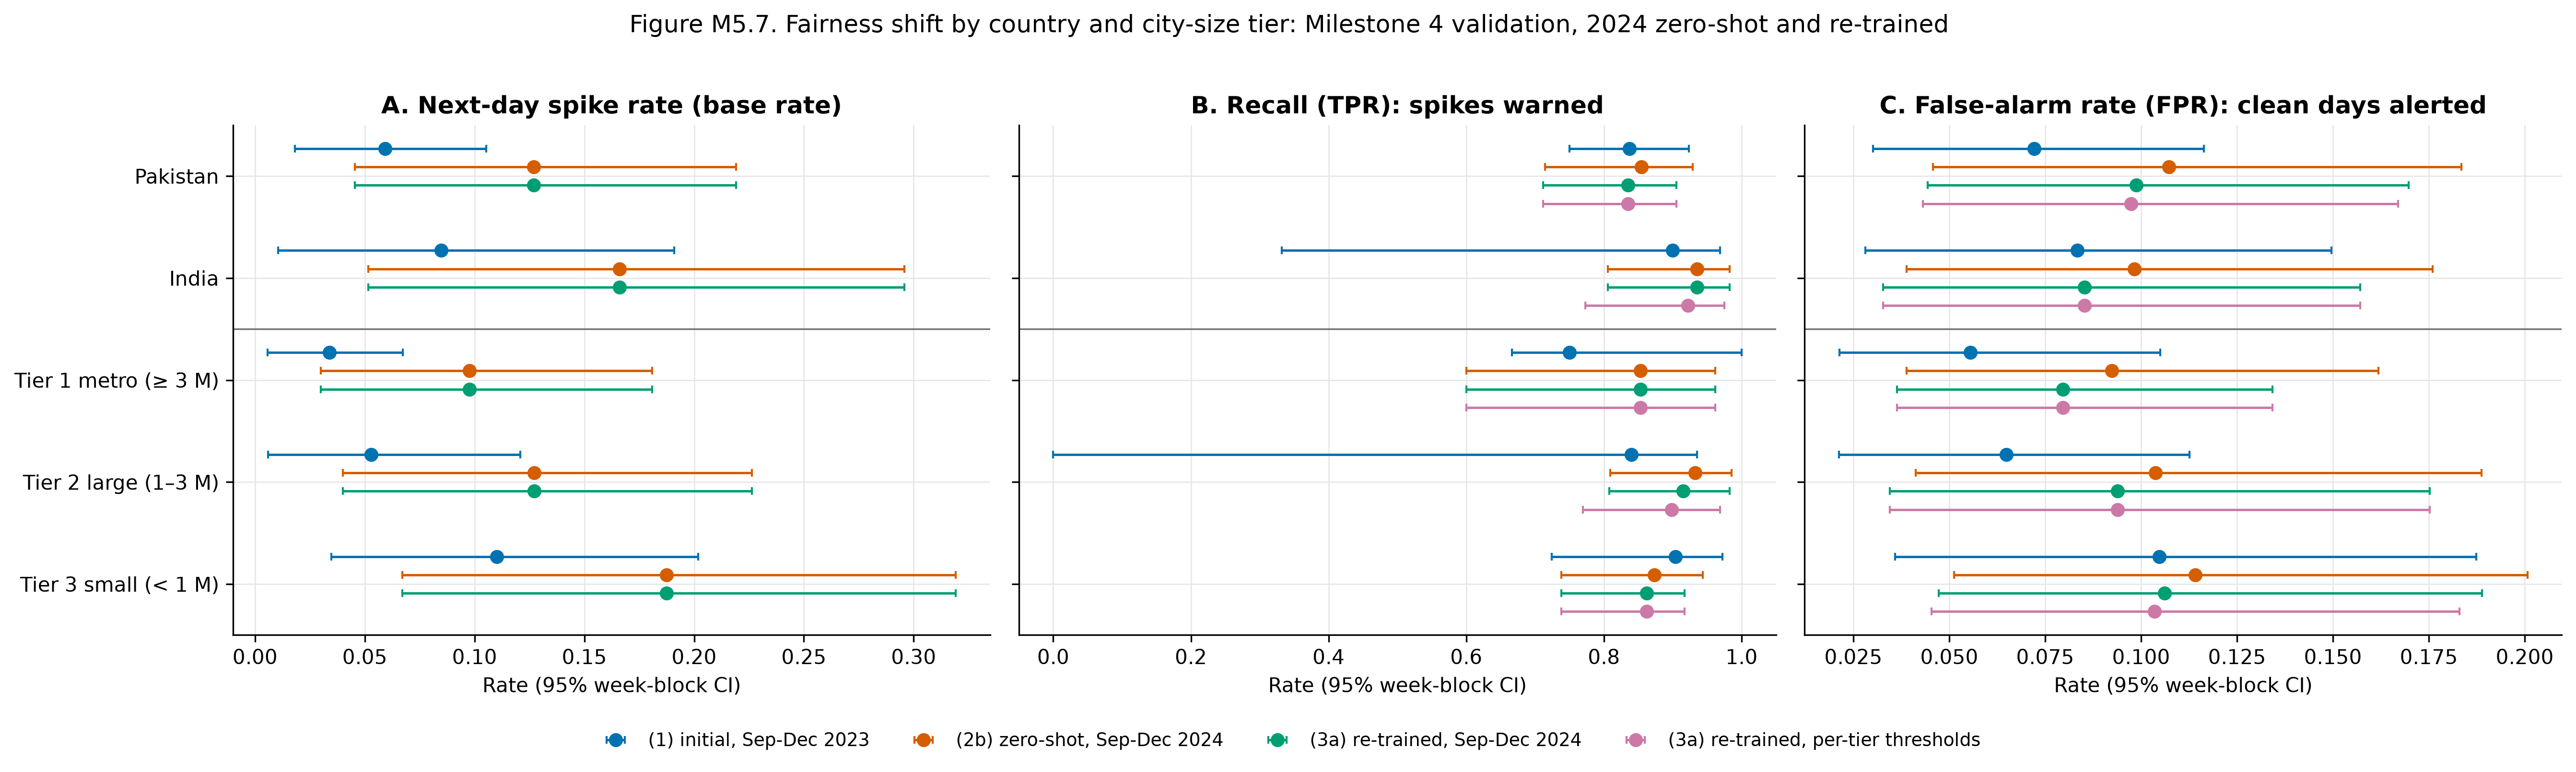 Figure M5.7. Fairness shift by country and city-size tier: Milestone 4 validation, 2024 zero-shot and re-trained
A. Next-day spike rate (base rate)
B. Recall (TPR): spikes warned
C. False-alarm rate (FPR): clean days alerted
Pakistan
India
Tier 1 metro (≥ 3 M)
Tier 2 large (1–3 M)
Tier 3 small (< 1 M)
0.00 0.05 0.10 0.15 0.20 0.25 0.30
0.0 0.2 0.4 0.6 0.8 1.0
0.025 0.050 0.075 0.100 0.125 0.150 0.175 0.200
Rate (95% week-block CI)
Rate (95% week-block CI)
Rate (95% week-block CI)
(1) initial, Sep-Dec 2023
(2b) zero-shot, Sep-Dec 2024
(3a) re-trained, Sep-Dec 2024
(3a) re-trained, per-tier thresholds